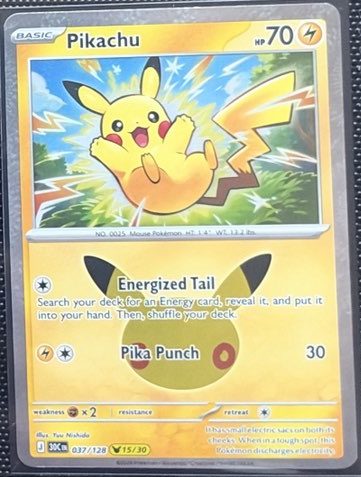 BASIC Pikachu HP 70
NO. 0025 Mouse Pokémon HT: 1'4" WT: 13.2 lbs.
Energized Tail
Search your deck for an Energy card, reveal it, and put it
into your hand. Then, shuffle your deck.
Pika Punch 30
weakness ×2 resistance retreat
Illus. Yuu Nishida
J 30C EN 037/128 15/30
It has small electric sacs on both its
cheeks. When in a tough spot, this
Pokémon discharges electricity.